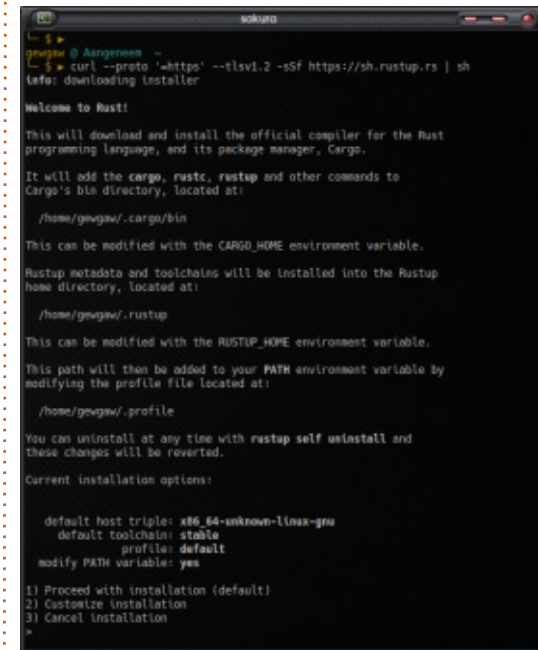 sakura
└─ $ ▶
gewgaw @ Aangeneem ~
└─ $ ▶ curl --proto '=https' --tlsv1.2 -sSf https://sh.rustup.rs | sh
info: downloading installer
Welcome to Rust!
This will download and install the official compiler for the Rust
programming language, and its package manager, Cargo.
It will add the cargo, rustc, rustup and other commands to
Cargo's bin directory, located at:
/home/gewgaw/.cargo/bin
This can be modified with the CARGO_HOME environment variable.
Rustup metadata and toolchains will be installed into the Rustup
home directory, located at:
/home/gewgaw/.rustup
This can be modified with the RUSTUP_HOME environment variable.
This path will then be added to your PATH environment variable by
modifying the profile file located at:
/home/gewgaw/.profile
You can uninstall at any time with rustup self uninstall and
these changes will be reverted.
Current installation options:
default host triple: x86_64-unknown-linux-gnu
default toolchain: stable
profile: default
modify PATH variable: yes
1) Proceed with installation (default)
2) Customize installation
3) Cancel installation
>